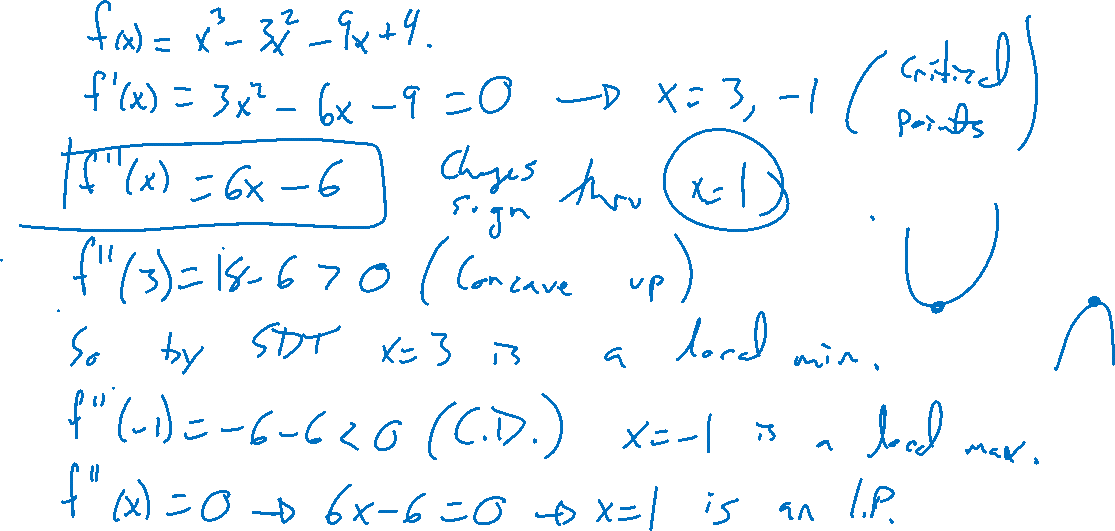 f(x) = x³ - 3x² - 9x + 4.
f'(x) = 3x² - 6x - 9 = 0 → x = 3, -1 (critical points)
f''(x) = 6x - 6 changes sign thru x = 1
f''(3) = 18 - 6 > 0 (Concave up)
So by SDT x = 3 is a local min.
f''(-1) = -6 - 6 < 0 (C.D.) x = -1 is a local max.
f''(x) = 0 → 6x - 6 = 0 → x = 1 is an I.P.